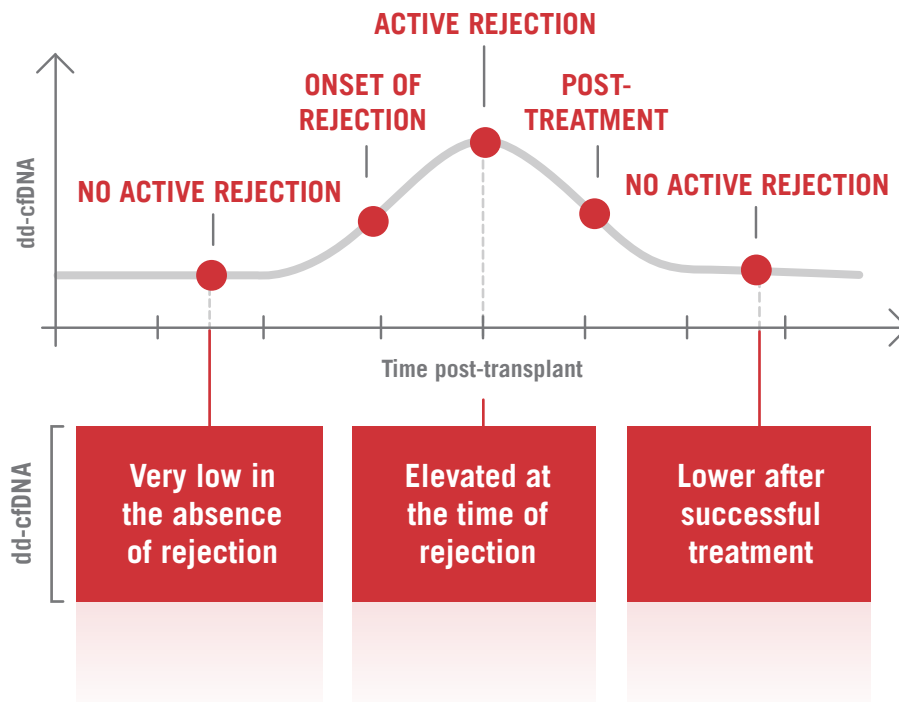 ACTIVE REJECTION
ONSET OF
REJECTION
POST-
TREATMENT
NO ACTIVE REJECTION
NO ACTIVE REJECTION
dd-cfDNA
Time post-transplant
dd-cfDNA
Very low in
the absence
of rejection
Elevated at
the time of
rejection
Lower after
successful
treatment